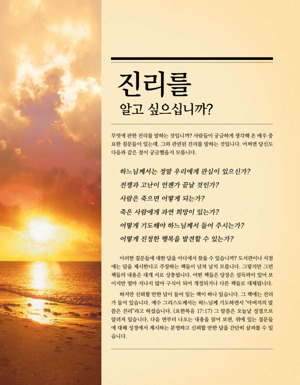 진리를
알고 싶으십니까?
무엇에 관한 진리를 말하는 것입니까? 사람들이 궁금하게 생각해 온 매우 중
요한 질문들이 있는데, 그와 관련된 진리를 말하는 것입니다. 어쩌면 당신도
다음과 같은 점이 궁금했을지 모릅니다.
하느님께서는 정말 우리에게 관심이 있으신가?
전쟁과 고난이 언젠가 끝날 것인가?
사람은 죽으면 어떻게 되는가?
죽은 사람에게 과연 희망이 있는가?
어떻게 기도해야 하느님께서 들어 주시는가?
어떻게 진정한 행복을 발견할 수 있는가?
이러한 질문들에 대한 답을 어디에서 찾을 수 있습니까? 도서관이나 서점
에는 답을 제시한다고 주장하는 책들이 넘쳐 날지 모릅니다. 그렇지만 그런
책들의 내용은 대개 서로 상충됩니다. 어떤 책들은 당장은 설득력이 있어 보
이지만 얼마 지나지 않아 구식이 되어 개정되거나 다른 책들로 대체됩니다.
하지만 신뢰할 만한 답이 들어 있는 책이 하나 있습니다. 그 책에는 진리
가 들어 있습니다. 예수 그리스도께서는 하느님께 기도하면서 “아버지의 말
씀은 진리”라고 하셨습니다. (요한복음 17:17) 그 말씀은 오늘날 성경으로
알려져 있습니다. 다음 면부터 나오는 내용을 읽어 보면, 위에 있는 질문들
에 대해 성경에서 제시하는 분명하고 신뢰할 만한 답을 간단히 살펴볼 수 있
습니다.